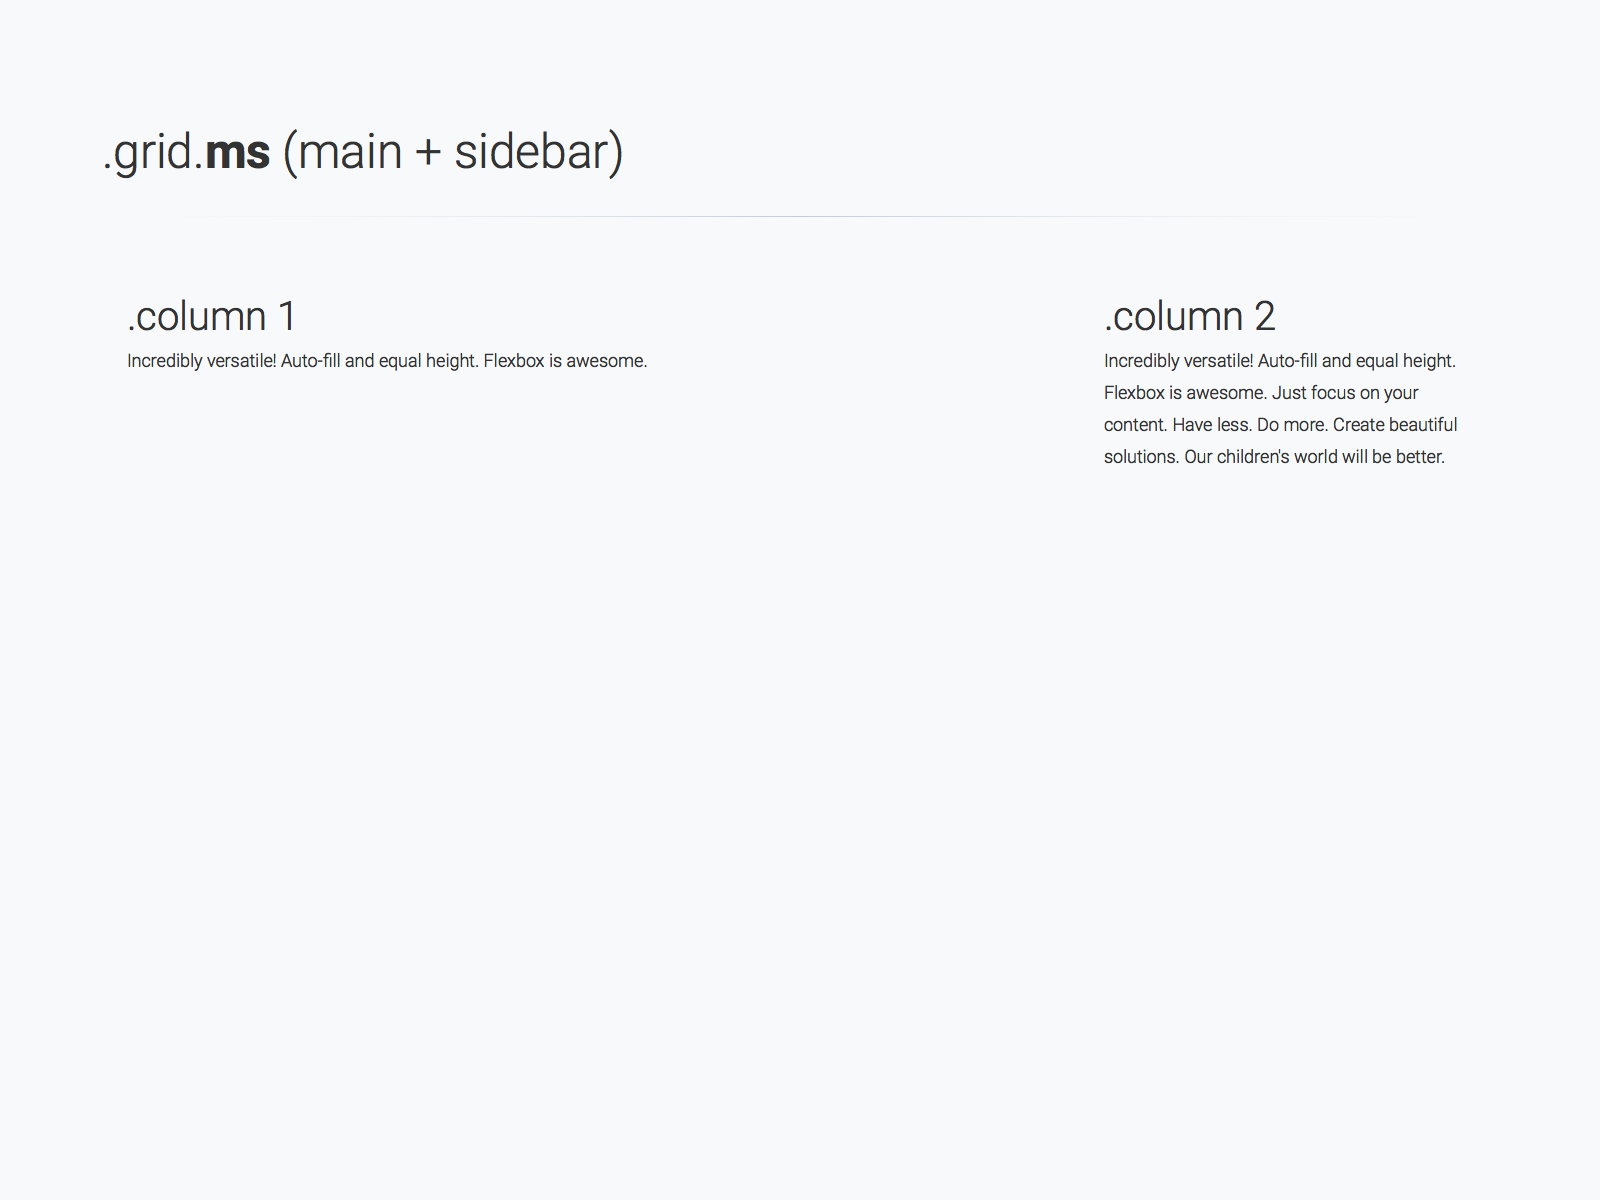 .grid.ms (main + sidebar)
.column 1
Incredibly versatile! Auto-fill and equal height. Flexbox is awesome.
.column 2
Incredibly versatile! Auto-fill and equal height.
Flexbox is awesome. Just focus on your
content. Have less. Do more. Create beautiful
solutions. Our children's world will be better.